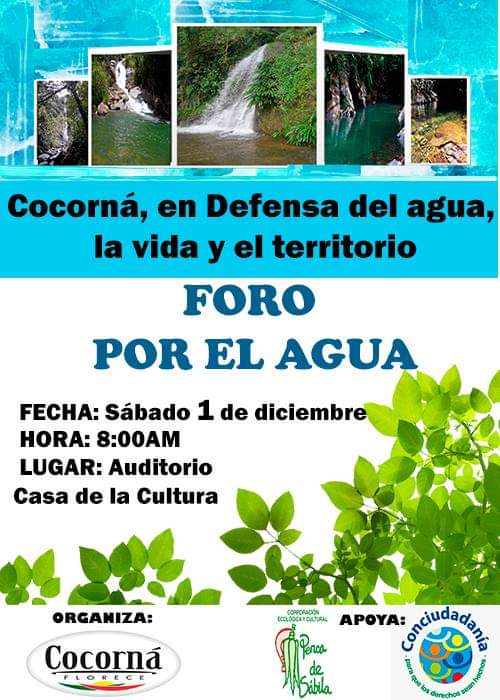 Cocorná, en Defensa del agua,
la vida y el territorio
FORO
POR EL AGUA
FECHA: Sábado 1 de diciembre
HORA: 8:00AM
LUGAR: Auditorio
Casa de la Cultura
ORGANIZA:
Cocorná
FLORECE
CORPORACIÓN
ECOLÓGICA Y CULTURAL
Penca de Sábila
APOYA:
Conciudadanía
para que los derechos sean hechos